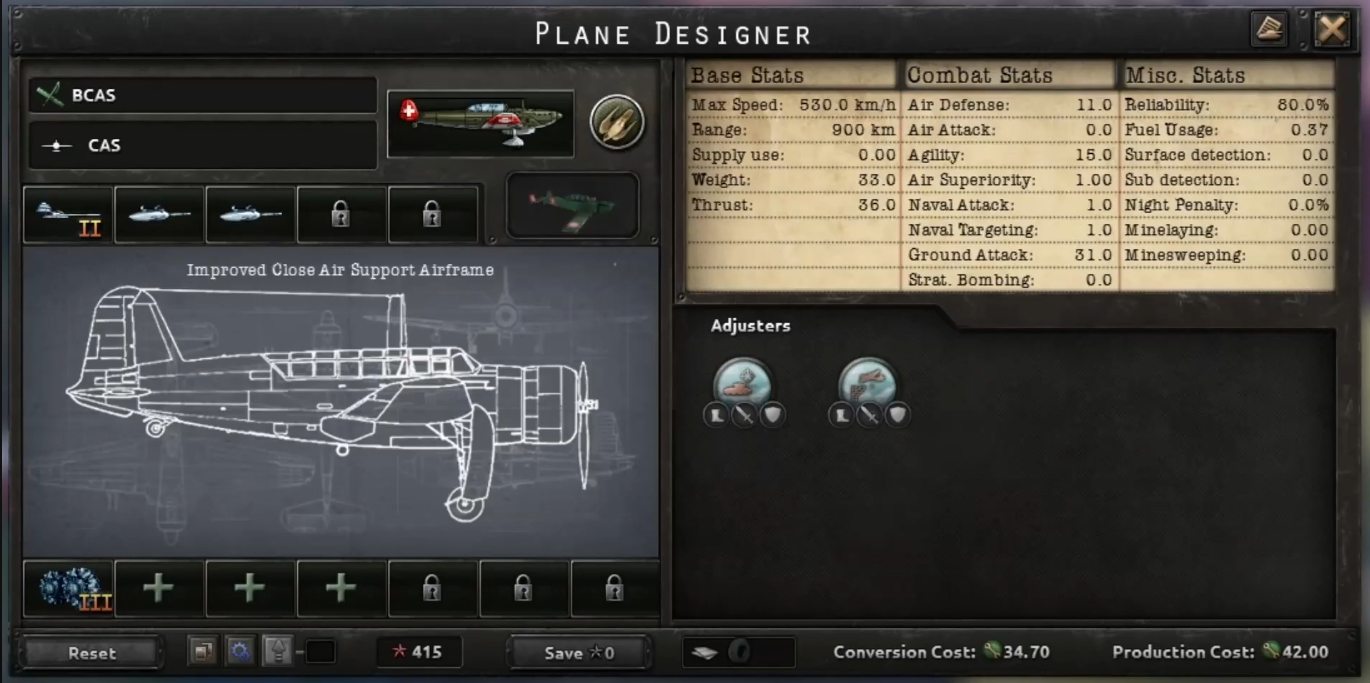 PLANE DESIGNER
BCAS
CAS
II
Improved Close Air Support Airframe
III
Base Stats
Max Speed: 530.0 km/h
Range: 900 km
Supply use: 0.00
Weight: 33.0
Thrust: 36.0
Combat Stats
Air Defense: 11.0
Air Attack: 0.0
Agility: 15.0
Air Superiority: 1.00
Naval Attack: 1.0
Naval Targeting: 1.0
Ground Attack: 31.0
Strat. Bombing: 0.0
Misc. Stats
Reliability: 80.0%
Fuel Usage: 0.37
Surface detection: 0.0
Sub detection: 0.0
Night Penalty: 0.0%
Minelaying: 0.00
Minesweeping: 0.00
Adjusters
Reset
415
Save 0
Conversion Cost: 34.70
Production Cost: 42.00